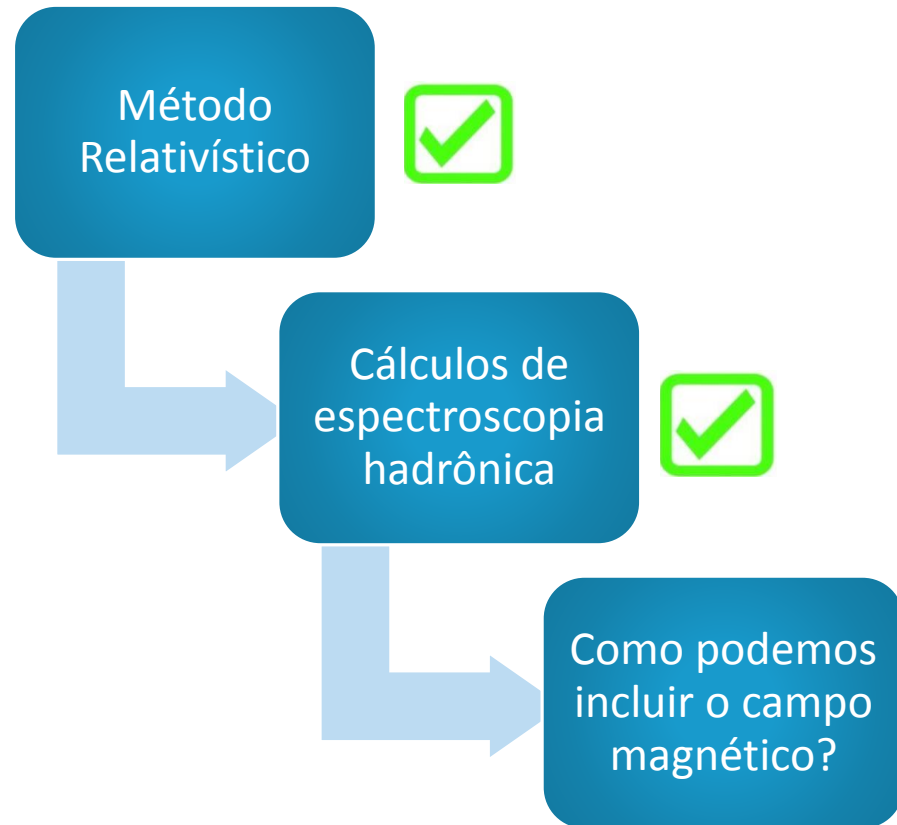 Método
Relativístico
Cálculos de
espectroscopia
hadrônica
Como podemos
incluir o campo
magnético?